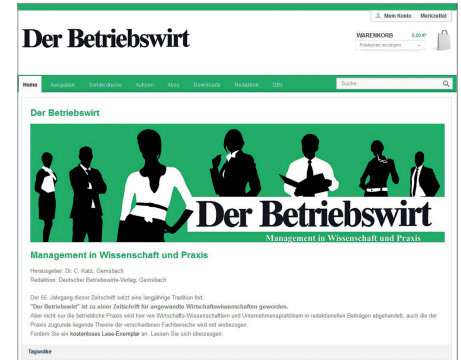 Mein Konto Merkzettel
Der Betriebswirt
WARENKORB 0,00 €*
Positionen anzeigen
Home Ausgaben Sonderdrucke Autoren Abos Downloads Redaktion DBV Suche:
Der Betriebswirt
Der Betriebswirt
Management in Wissenschaft und Praxis
Management in Wissenschaft und Praxis
Herausgeber: Dr. C. Katz, Gernsbach
Redaktion: Deutscher Betriebswirte-Verlag, Gernsbach
Der 55. Jahrgang dieser Zeitschrift setzt eine langjährige Tradition fort.
"Der Betriebswirt" ist zu einer Zeitschrift für angewandte Wirtschaftswissenschaften geworden.
Aber nicht nur die betriebliche Praxis wird hier von Wirtschafts-Wissenschaftlern und Unternehmenspraktikern in redaktionellen Beiträgen abgehandelt, auch die der
Praxis zugrunde liegende Theorie der verschiedenen Fachbereiche wird mit einbezogen.
Fordern Sie ein kostenloses Lese-Exemplar an. Lassen Sie sich überzeugen.
Tagwolke